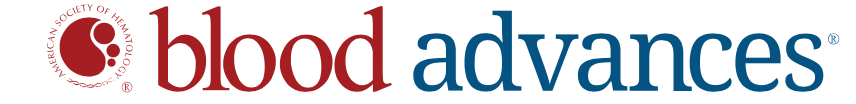 AMERICAN SOCIETY OF HEMATOLOGY
®
blood advances®